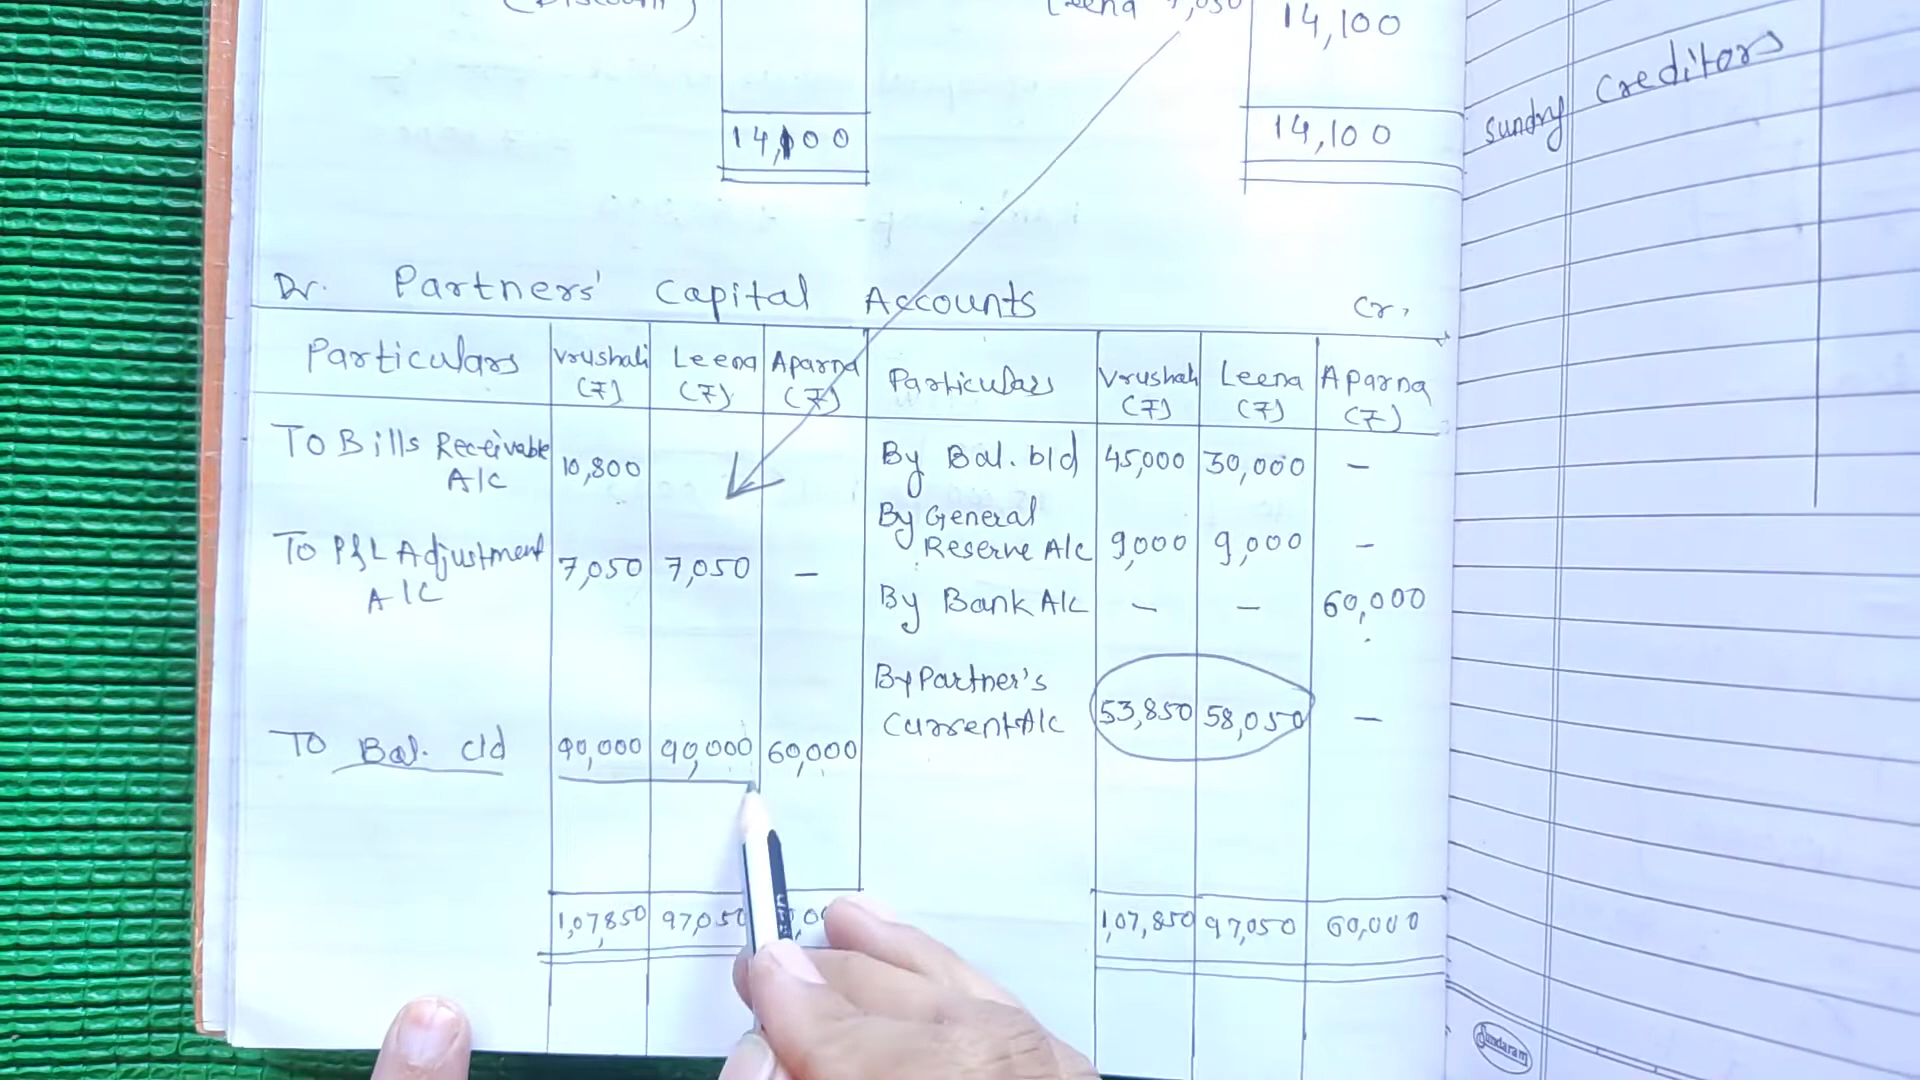 14,100
14,100 14,100
Sundry Creditors
Dr. Partners' Capital Accounts Cr.
Particulars Vrushali (₹) Leena (₹) Aparna (₹) Particulars Vrushali (₹) Leena (₹) Aparna (₹)
To Bills Receivable A/C 10,800 By Bal. b/d 45,000 30,000 –
By General Reserve A/c 9,000 9,000 –
To P&L Adjustment A/C 7,050 7,050 – By Bank A/c – – 60,000
By Partner's Current A/c 53,850 58,050 –
To Bal. c/d 90,000 90,000 60,000
1,07,850 97,050 1,07,850 97,050 60,000
Sundaram